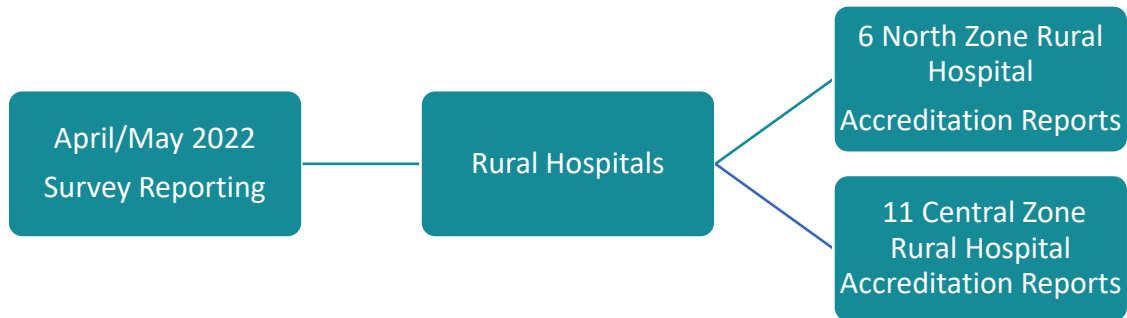 April/May 2022
Survey Reporting
Rural Hospitals
6 North Zone Rural
Hospital
Accreditation Reports
11 Central Zone
Rural Hospital
Accreditation Reports